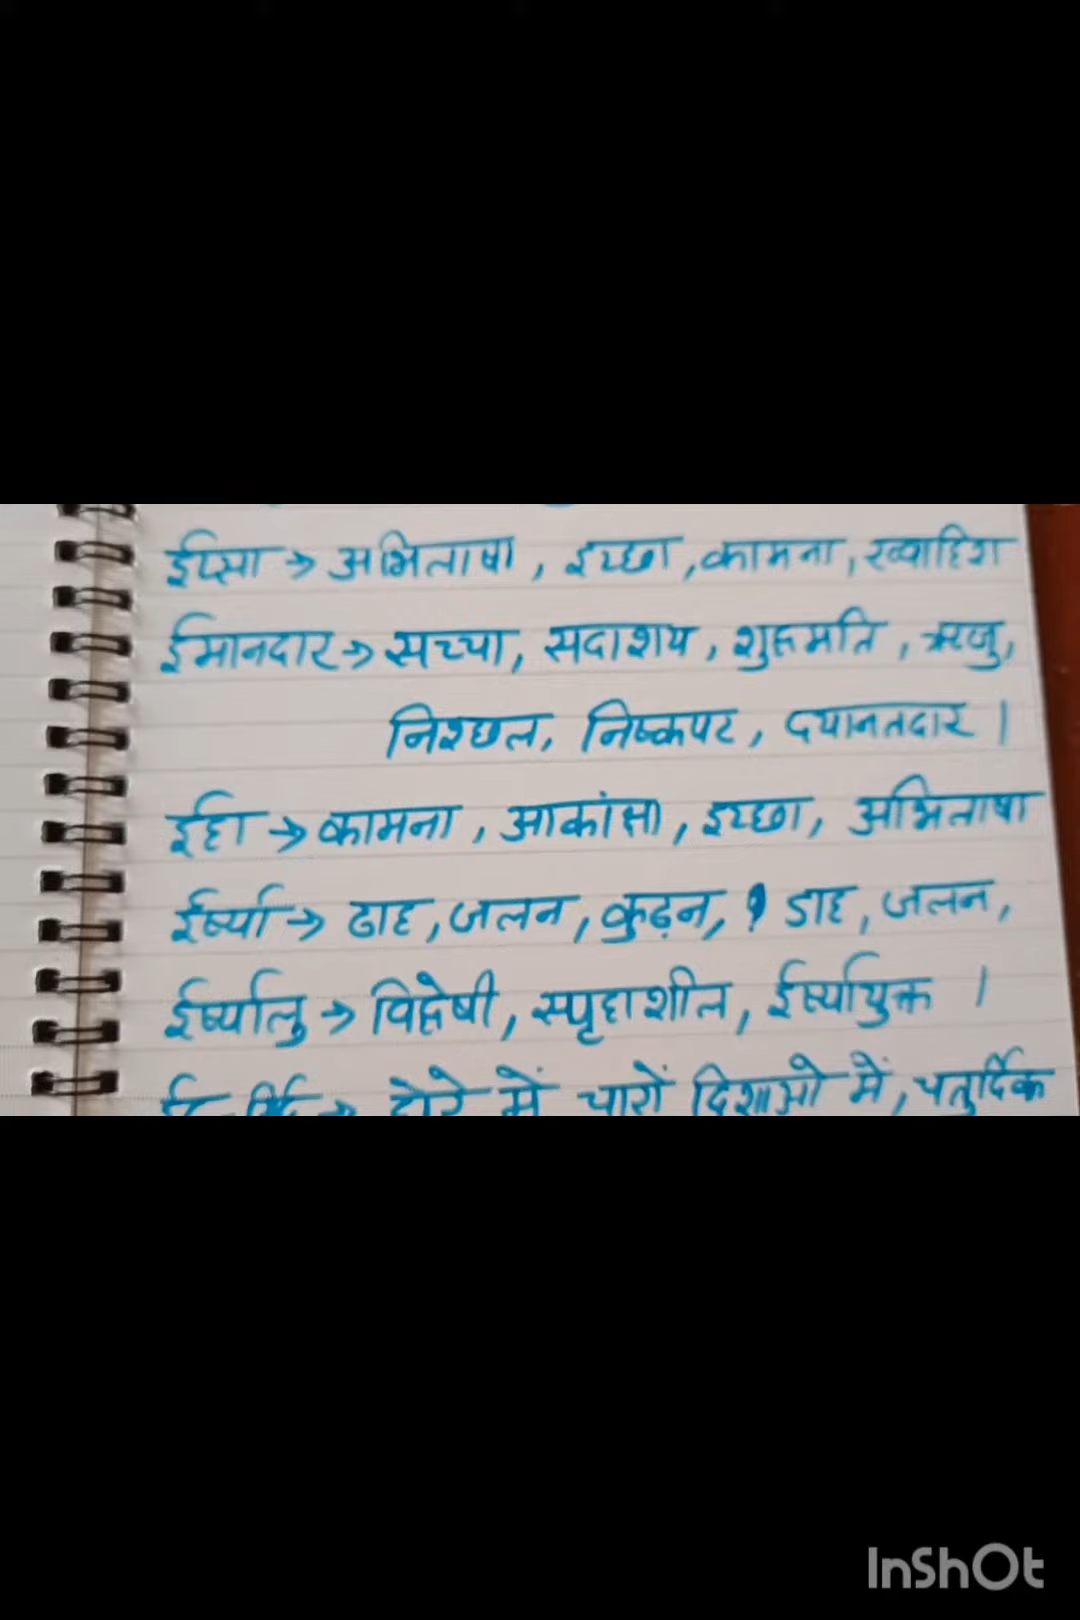 ईप्सा → अभिलाषा, इच्छा, कामना, ख्वाहिश
ईमानदार → सच्चा, सदाशय, शुद्धमति, ऋजु,
निश्छल, निष्कपट, दयानतदार।
ईहा → कामना, आकांक्षा, इच्छा, अभिलाषा
ईर्ष्या → ढाह, जलन, कुढ़न, डाह, जलन,
ईर्ष्यालु → विद्वेषी, स्पृहाशील, ईर्ष्यायुक्त ।
में चारों दिशाओ में, चतुर्दिक
InShOt